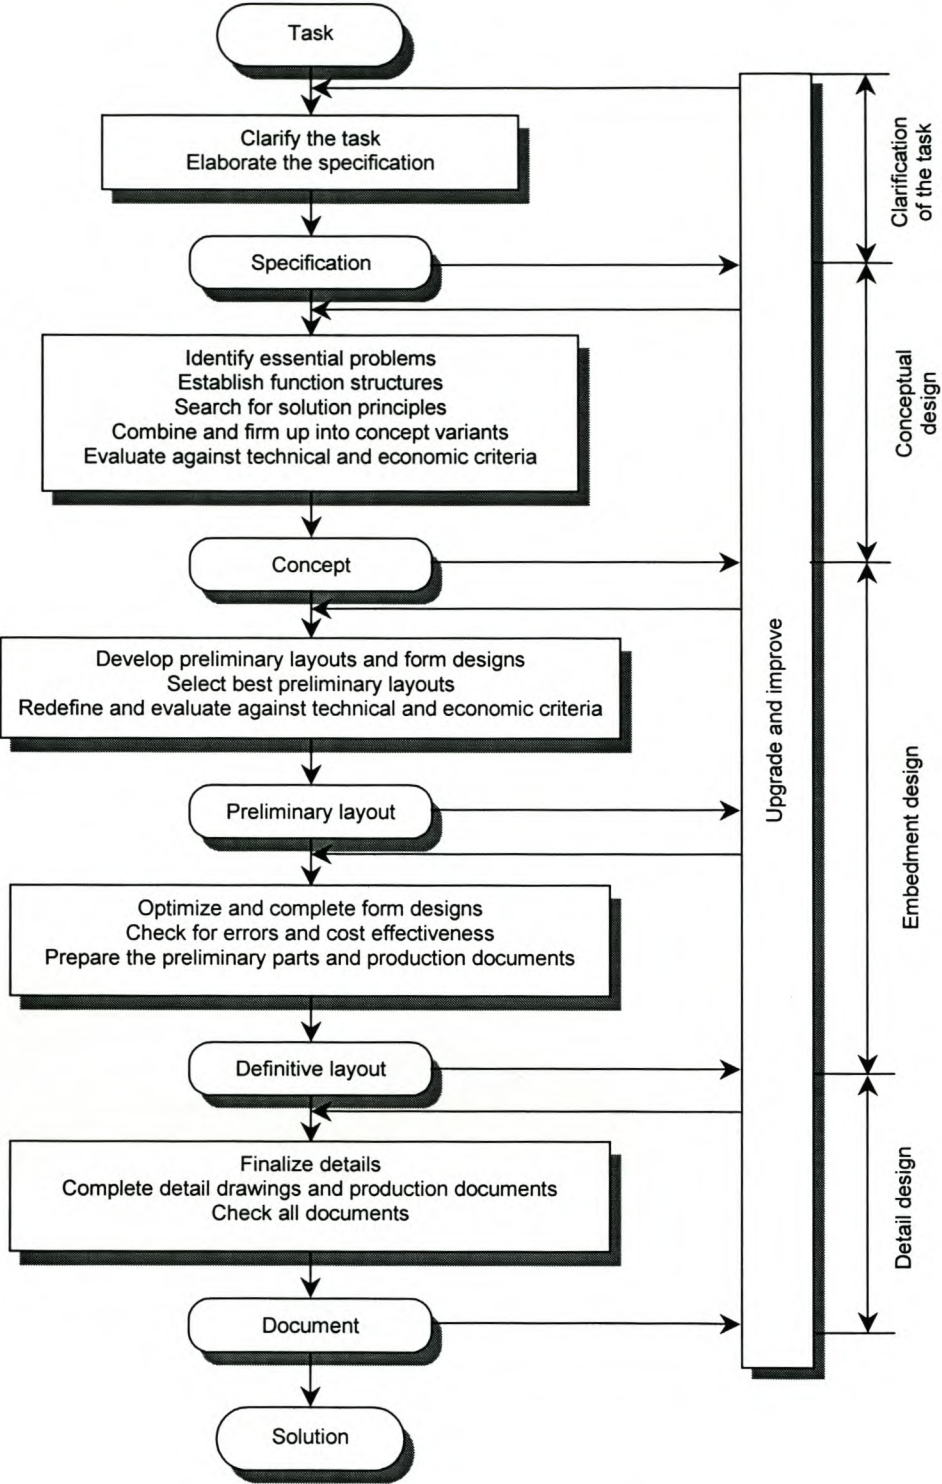 Task
Clarify the task
Elaborate the specification
Specification
Identify essential problems
Establish function structures
Search for solution principles
Combine and firm up into concept variants
Evaluate against technical and economic criteria
Concept
Develop preliminary layouts and form designs
Select best preliminary layouts
Redefine and evaluate against technical and economic criteria
Preliminary layout
Optimize and complete form designs
Check for errors and cost effectiveness
Prepare the preliminary parts and production documents
Definitive layout
Finalize details
Complete detail drawings and production documents
Check all documents
Document
Solution
Upgrade and improve
Clarification
of the task
Conceptual
design
Embedment design
Detail design